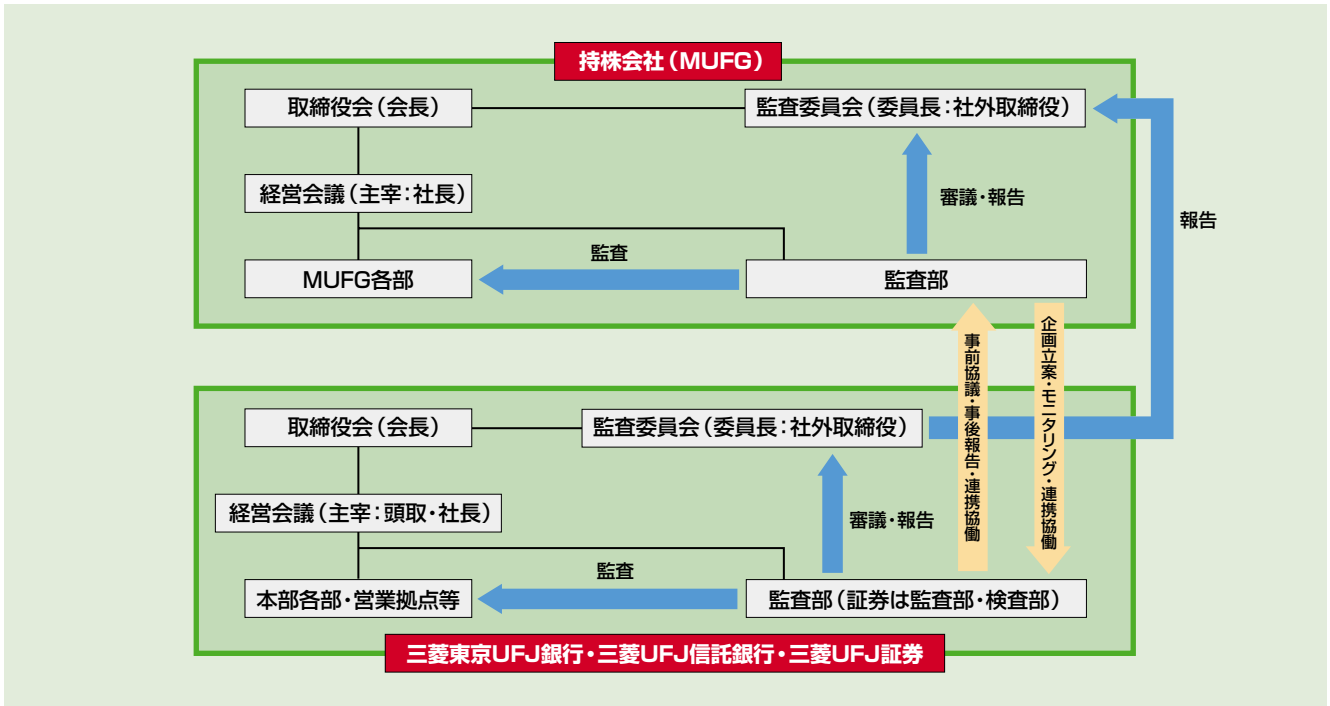 持株会社（MUFG）
取締役会（会長）
監査委員会（委員長：社外取締役）
経営会議（主宰：社長）
審議・報告
報告
監査
MUFG各部
監査部
事前協議・事後報告・連携協働
企画立案・モニタリング・連携協働
取締役会（会長）
監査委員会（委員長：社外取締役）
経営会議（主宰：頭取・社長）
審議・報告
監査
本部各部・営業拠点等
監査部（証券は監査部・検査部）
三菱東京UFJ銀行・三菱UFJ信託銀行・三菱UFJ証券